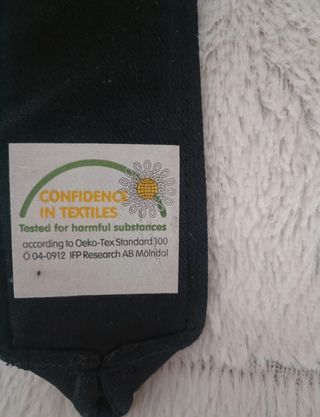 CONFIDENCE
IN TEXTILES
Tested for harmful substances
according to Oeko-Tex Standard 100
Ö 04-0912 IFP Research AB Mölndal